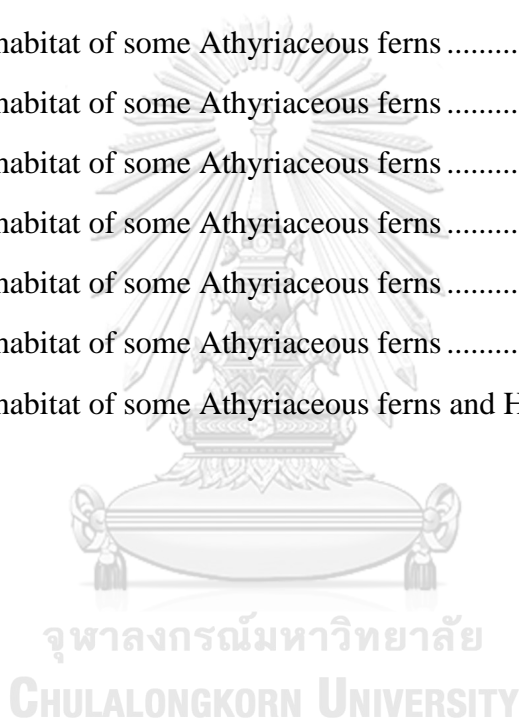 habitat of some Athyriaceous ferns ..........
habitat of some Athyriaceous ferns ..........
habitat of some Athyriaceous ferns ..........
habitat of some Athyriaceous ferns ..........
habitat of some Athyriaceous ferns ..........
habitat of some Athyriaceous ferns ..........
habitat of some Athyriaceous ferns and H
จุฬาลงกรณ์มหาวิทยาลัย
CHULALONGKORN UNIVERSITY